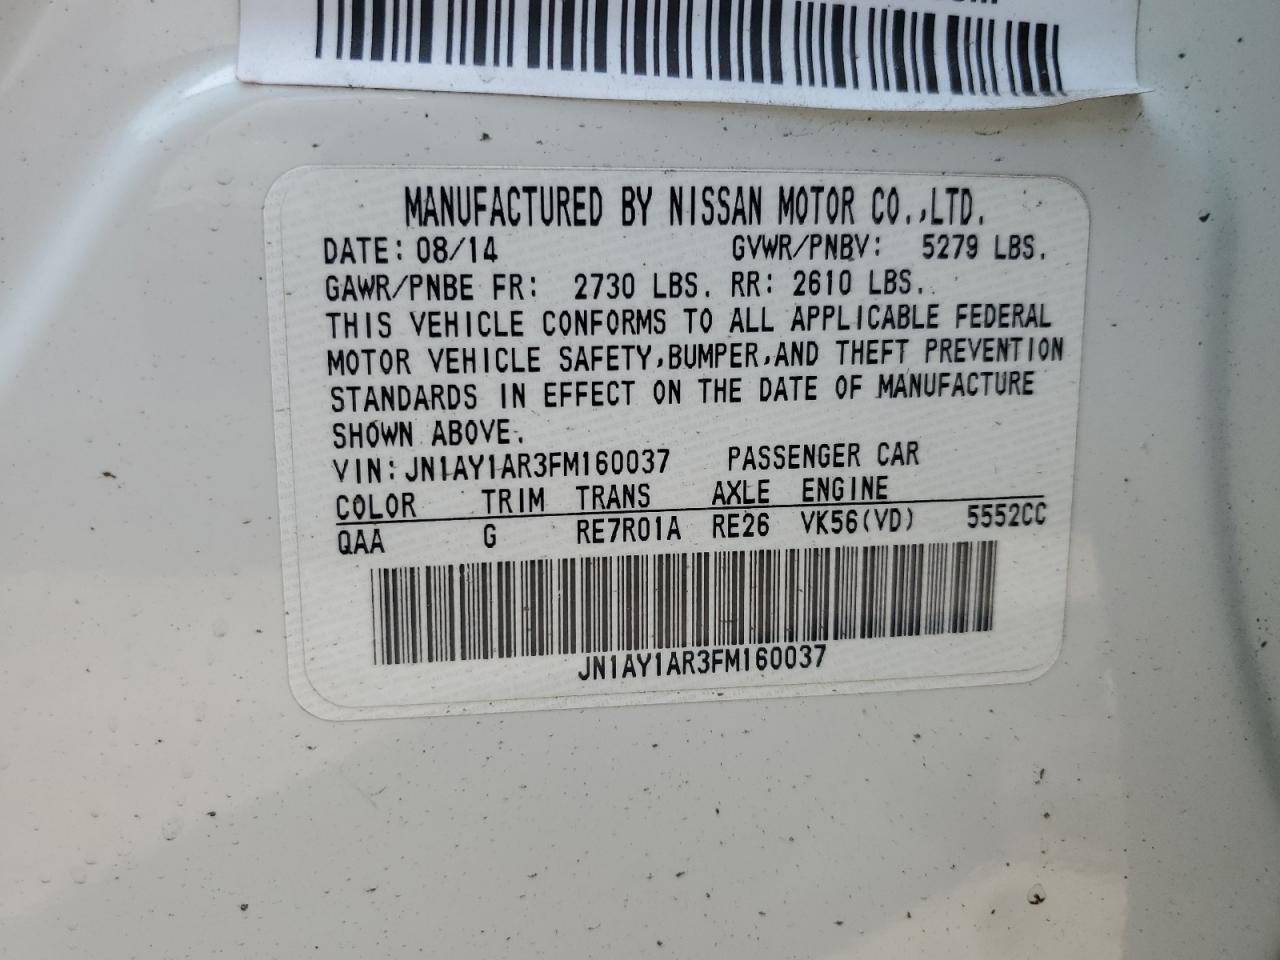 MANUFACTURED BY NISSAN MOTOR CO.,LTD.
DATE: 08/14 GVWR/PNBV: 5279 LBS.
GAWR/PNBE FR: 2730 LBS. RR: 2610 LBS.
THIS VEHICLE CONFORMS TO ALL APPLICABLE FEDERAL
MOTOR VEHICLE SAFETY,BUMPER,AND THEFT PREVENTION
STANDARDS IN EFFECT ON THE DATE OF MANUFACTURE
SHOWN ABOVE.
VIN: JN1AY1AR3FM160037 PASSENGER CAR
COLOR TRIM TRANS AXLE ENGINE
QAA G RE7R01A RE26 VK56(VD) 5552CC
JN1AY1AR3FM160037